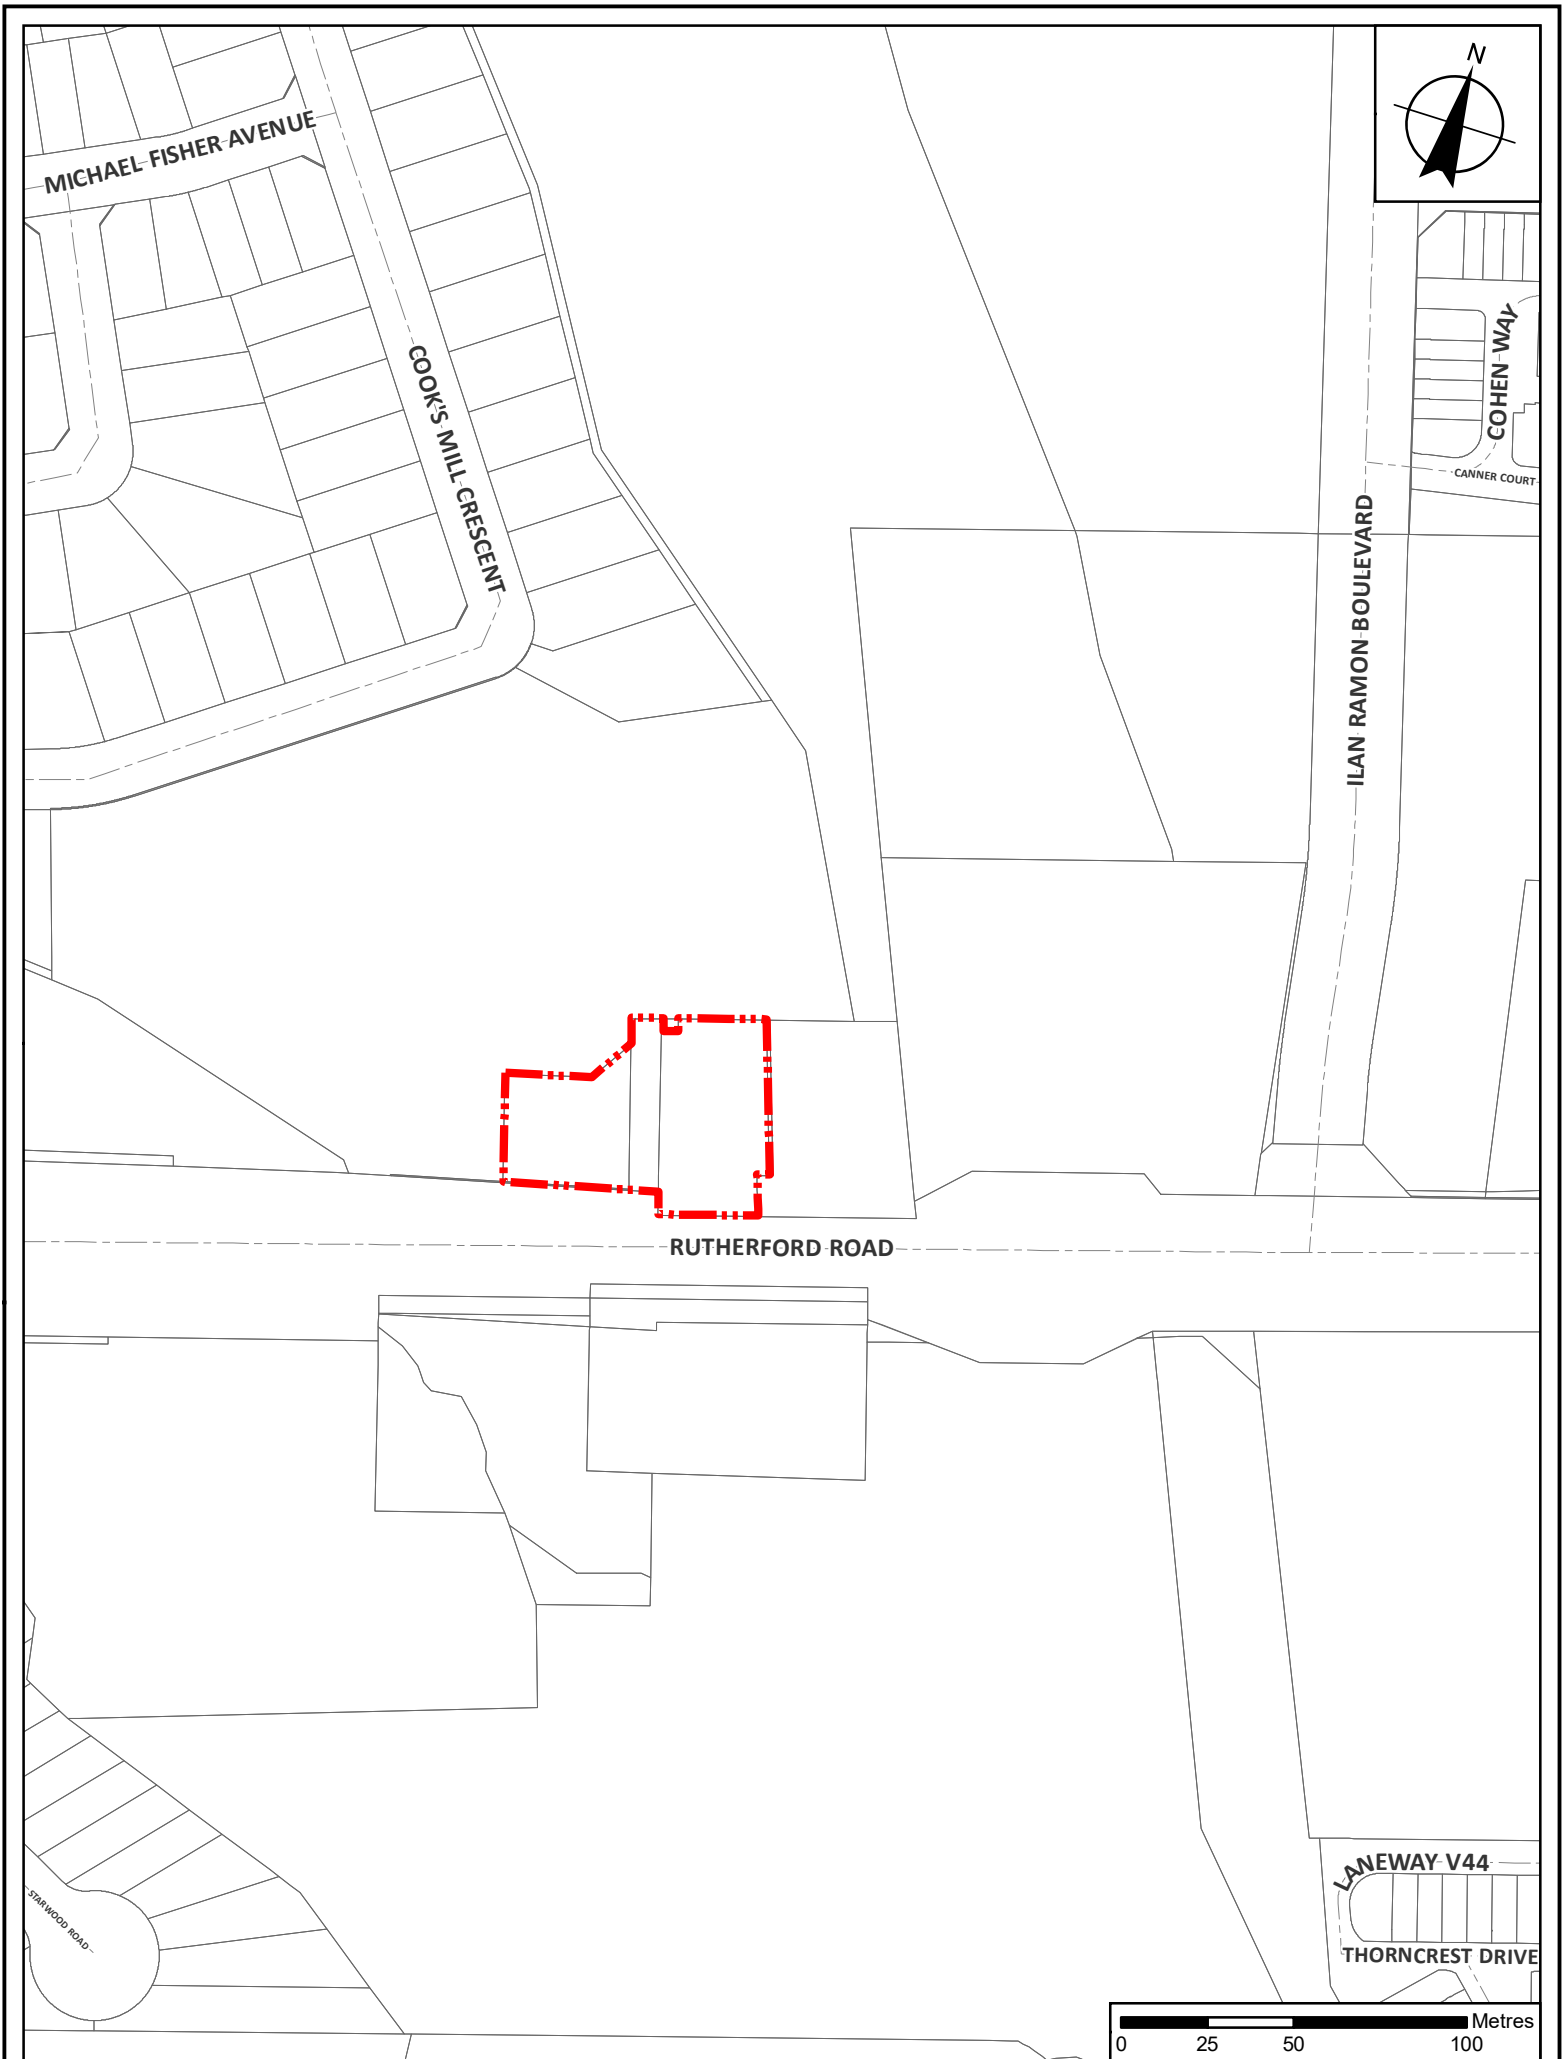 N
MICHAEL FISHER AVENUE
COOK'S MILL CRESCENT
COHEN WAY
CANNER COURT
ILAN RAMON BOULEVARD
RUTHERFORD ROAD
LANEWAY V44
STARWOOD ROAD
THORNCREST DRIVE
Metres
0 25 50 100